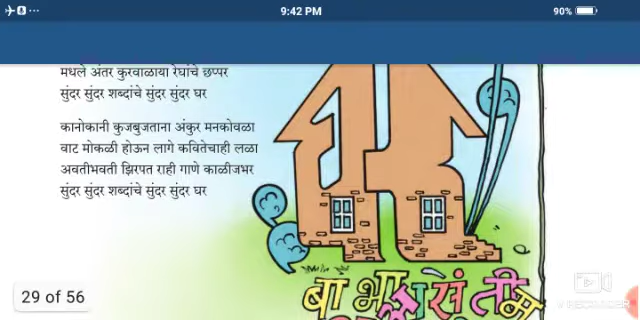 9:42 PM
90%
मधले अंतर कुरवाळाया रेघांचे छप्पर
सुंदर सुंदर शब्दांचे सुंदर सुंदर घर
कानोकानी कुजबुजताना अंकुर मनकोवळा
वाट मोकळी होऊन लागे कवितेचाही लळा
अवतीभवती झिरपत राही गाणे काळीजभर
सुंदर सुंदर शब्दांचे सुंदर सुंदर घर
29 of 56
बा भा
सं ती म
RECORDER